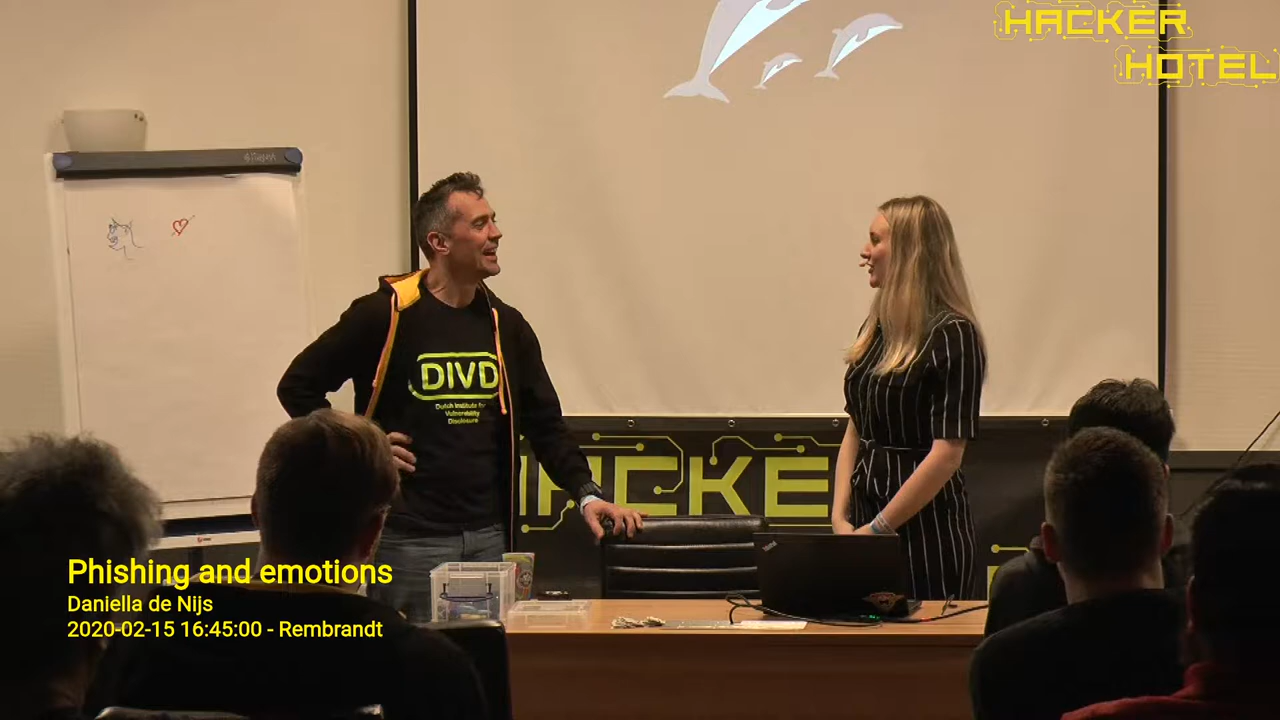 HACKER
HOTEL
DIVD
Dutch Institute for
Vulnerability
Disclosure
HACKE
Phishing and emotions
Daniella de Nijs
2020-02-15 16:45:00 - Rembrandt